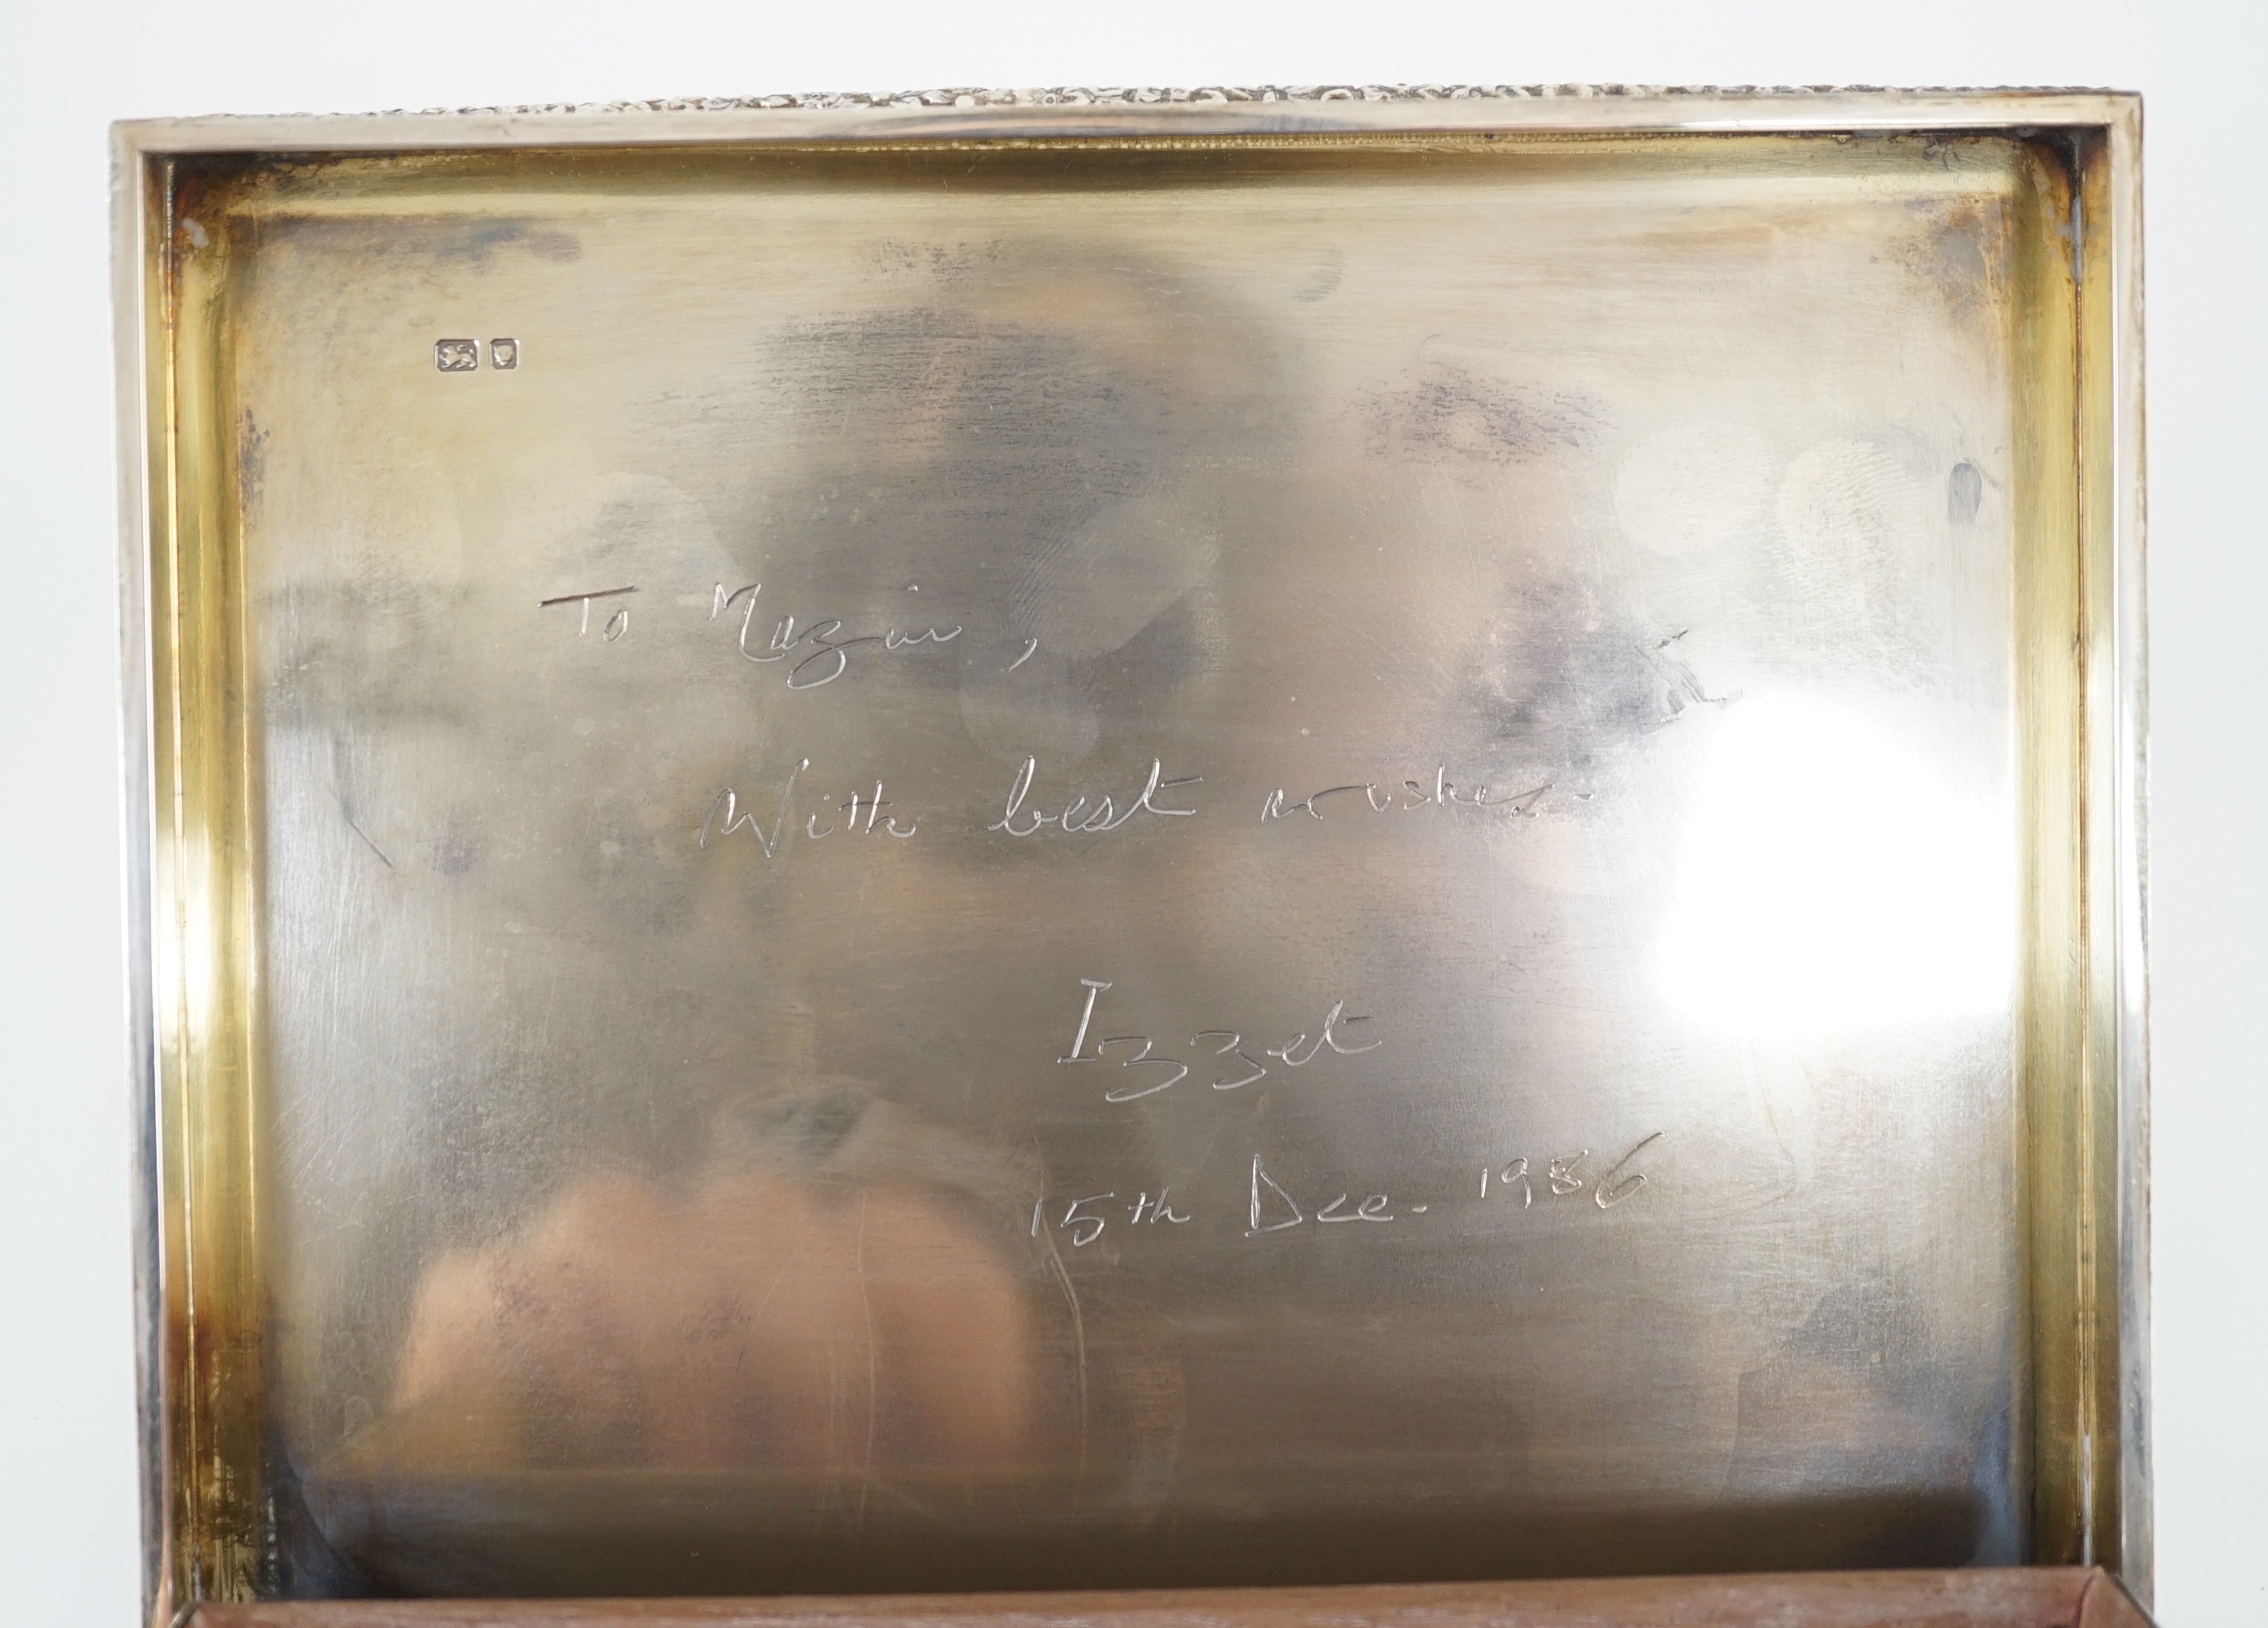 To Mazin,
With best wishes.
Izzet
15th Dec. 1986